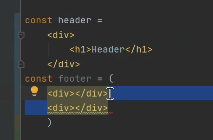 const header =
<div>
<h1>Header</h1>
</div>
const footer = (
<div></div>
<div></div>
)